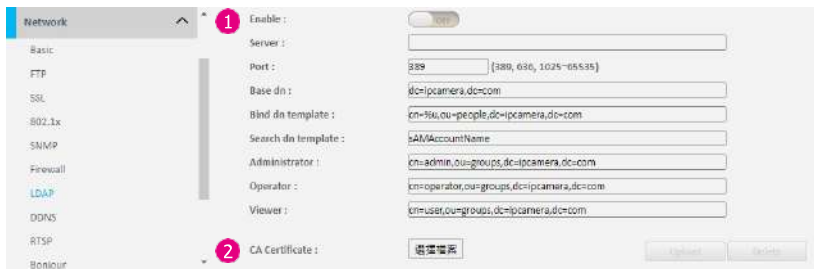 Network
Basic
FTP
SSL
802.1x
SNMP
Firewall
LDAP
DDNS
RTSP
Bonjour
1
Enable :
OFF
Server :
Port :
389
(389, 636, 1025~65535)
Base dn :
dc=ipcamera,dc=com
Bind dn template :
cn=%u,ou=people,dc=ipcamera,dc=com
Search dn template :
sAMAccountName
Administrator :
cn=admin,ou=groups,dc=ipcamera,dc=com
Operator :
cn=operator,ou=groups,dc=ipcamera,dc=com
Viewer :
cn=user,ou=groups,dc=ipcamera,dc=com
2
CA Certificate :
選擇檔案
Upload
Delete